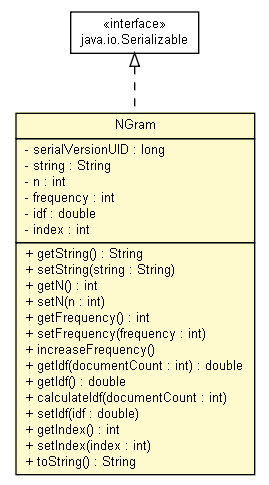 «interface»
java.io.Serializable
NGram
- serialVersionUID : long
- string : String
- n : int
- frequency : int
- idf : double
- index : int
+ getString() : String
+ setString(string : String)
+ getN() : int
+ setN(n : int)
+ getFrequency() : int
+ setFrequency(frequency : int)
+ increaseFrequency()
+ getIdf(documentCount : int) : double
+ getIdf() : double
+ calculateIdf(documentCount : int)
+ setIdf(idf : double)
+ getIndex() : int
+ setIndex(index : int)
+ toString() : String